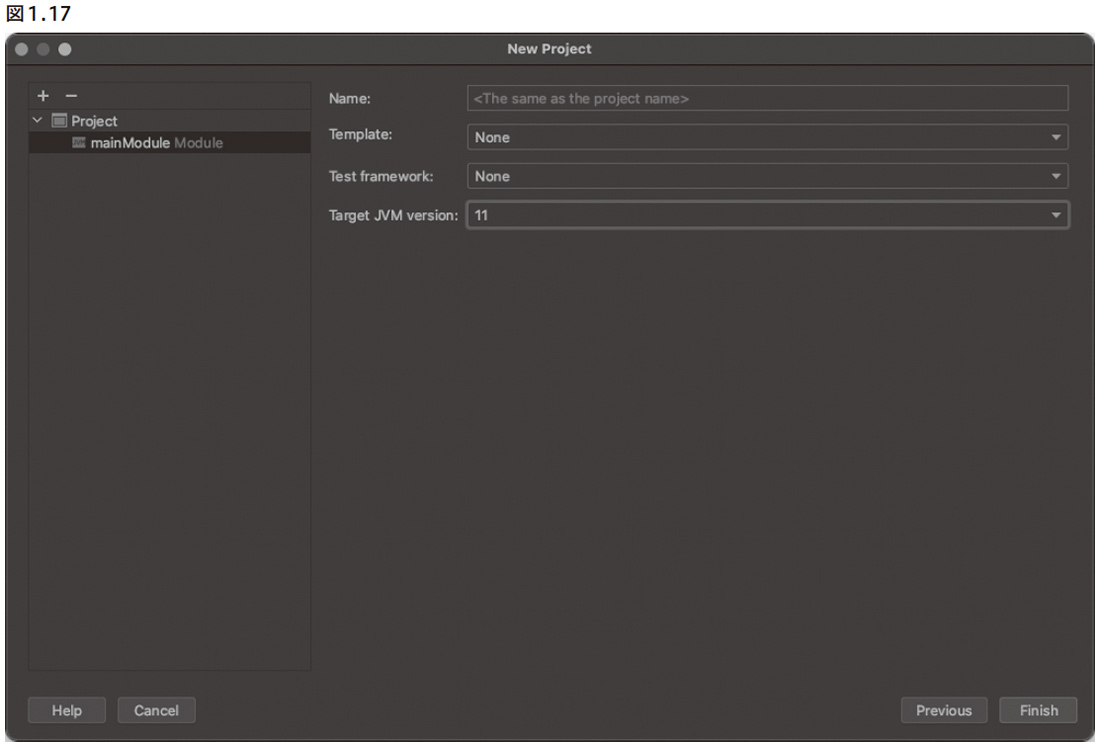 図1.17
New Project
+ −
Project
mainModule Module
Name: <The same as the project name>
Template: None
Test framework: None
Target JVM version: 11
Help Cancel Previous Finish